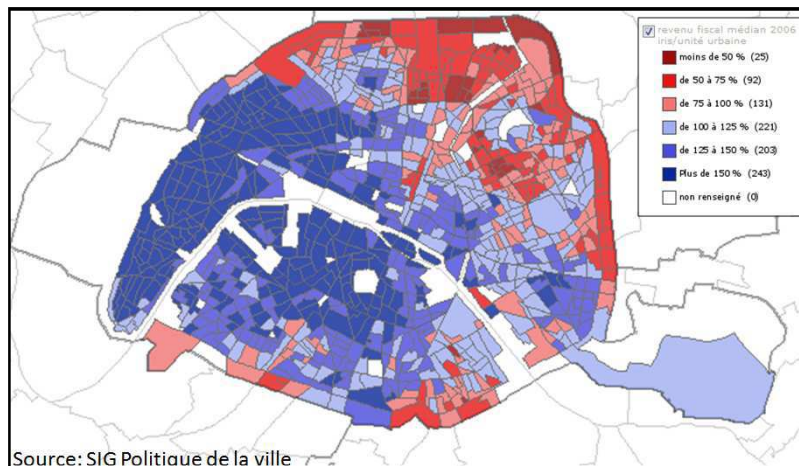 revenu fiscal médian 2006
iris/unité urbaine
moins de 50 % (25)
de 50 à 75 % (92)
de 75 à 100 % (131)
de 100 à 125 % (221)
de 125 à 150 % (203)
Plus de 150 % (243)
non renseigné (0)
Source: SIG Politique de la ville